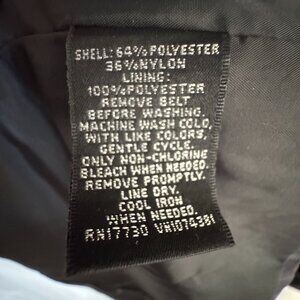 SHELL: 64% POLYESTER
36% NYLON
LINING:
100% POLYESTER
REMOVE BELT
BEFORE WASHING.
MACHINE WASH COLD,
WITH LIKE COLORS,
GENTLE CYCLE.
ONLY NON-CHLORINE
BLEACH WHEN NEEDED.
REMOVE PROMPTLY.
LINE DRY.
COOL IRON
WHEN NEEDED.
RN17730 VN1074381